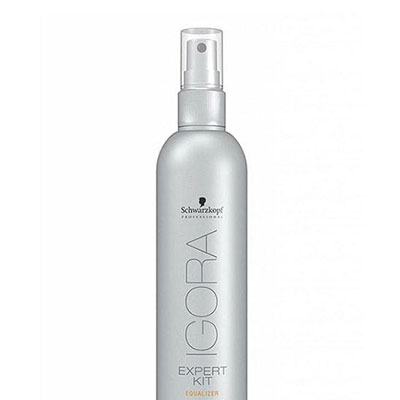 Schwarzkopf
PROFESSIONAL
IGORA
EXPERT
KIT
EQUALIZER